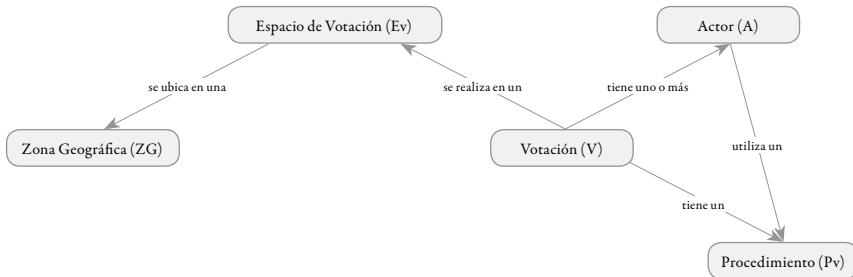 Espacio de Votación (Ev)
Actor (A)
se ubica en una
se realiza en un
tiene uno o más
Zona Geográfica (ZG)
Votación (V)
utiliza un
tiene un
Procedimiento (Pv)